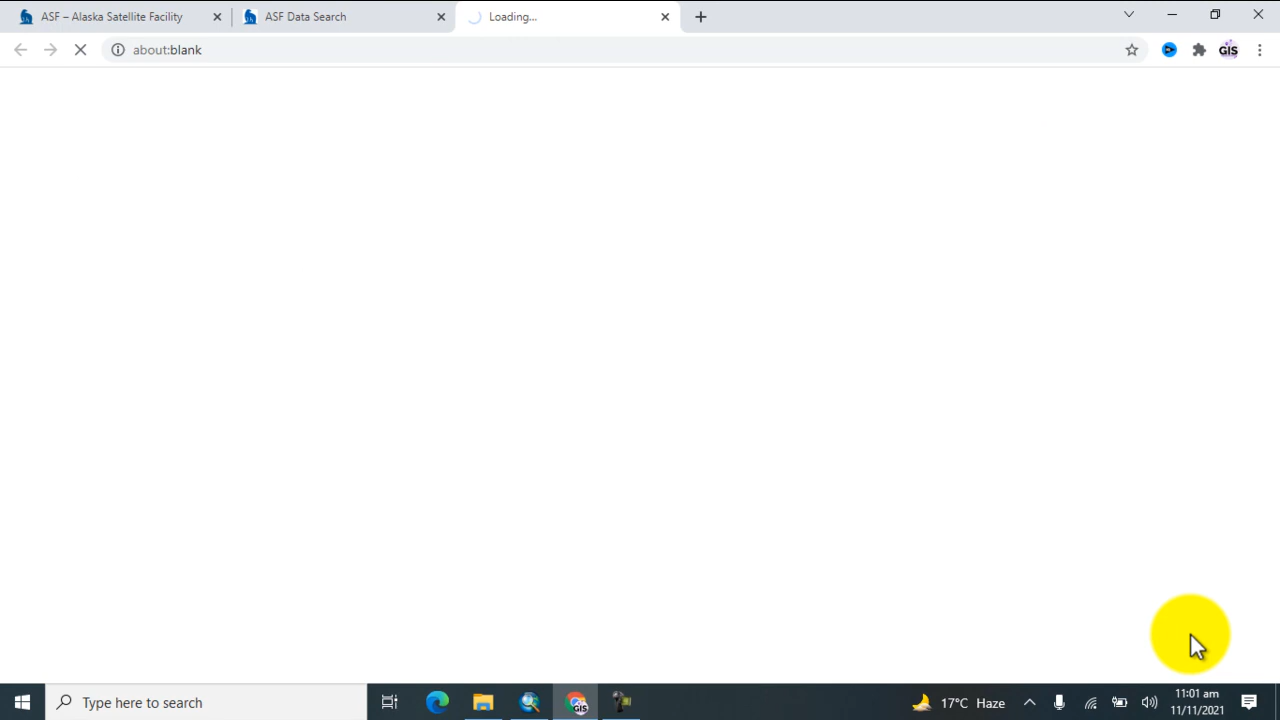 ASF – Alaska Satellite Facility
ASF Data Search
Loading...
about:blank
GIS
Type here to search
GIS
17°C Haze
11:01 am
11/11/2021